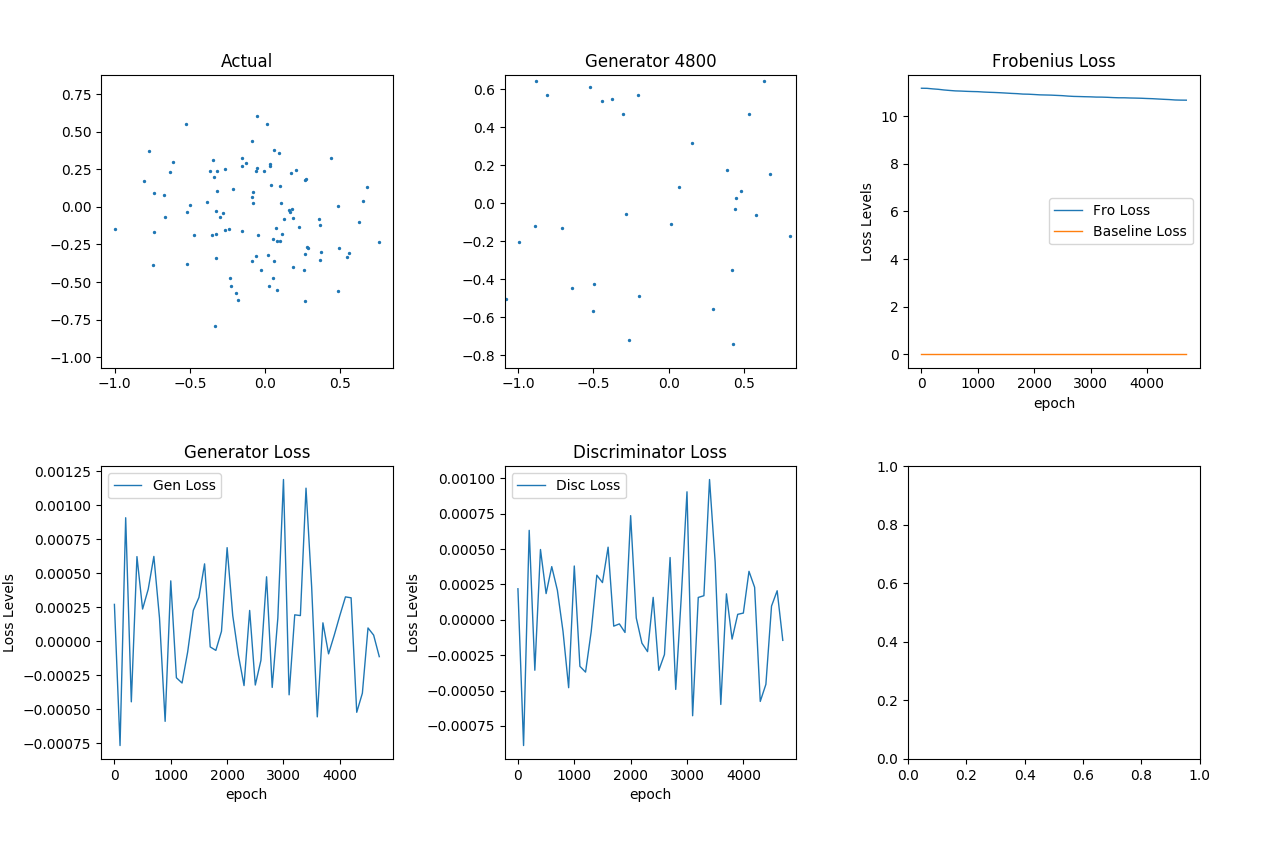 Actual
0.75
0.50
0.25
0.00
−0.25
−0.50
−0.75
−1.00
−1.0 −0.5 0.0 0.5
Generator 4800
0.6
0.4
0.2
0.0
−0.2
−0.4
−0.6
−0.8
−1.0 −0.5 0.0 0.5
Frobenius Loss
Loss Levels
10
8
6
4
2
0
Fro Loss
Baseline Loss
0 1000 2000 3000 4000
epoch
Generator Loss
Loss Levels
0.00125
0.00100
0.00075
0.00050
0.00025
0.00000
−0.00025
−0.00050
−0.00075
Gen Loss
0 1000 2000 3000 4000
epoch
Discriminator Loss
Loss Levels
0.00100
0.00075
0.00050
0.00025
0.00000
−0.00025
−0.00050
−0.00075
Disc Loss
0 1000 2000 3000 4000
epoch
1.0
0.8
0.6
0.4
0.2
0.0
0.0 0.2 0.4 0.6 0.8 1.0